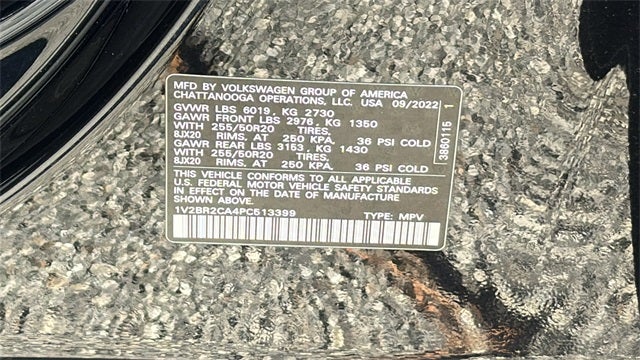 MFD BY VOLKSWAGEN GROUP OF AMERICA
CHATTANOOGA OPERATIONS, LLC. USA 09/2022
GVWR LBS 6019, KG 2730
GAWR FRONT LBS 2976, KG 1350
WITH 255/50R20 TIRES,
8JX20 RIMS, AT 250 KPA. 36 PSI COLD
GAWR REAR LBS 3153, KG 1430
WITH 255/50R20 TIRES,
8JX20 RIMS, AT 250 KPA. 36 PSI COLD
THIS VEHICLE CONFORMS TO ALL APPLICABLE
U.S. FEDERAL MOTOR VEHICLE SAFETY STANDARDS
IN EFFECT ON THE DATE OF MANUFACTURE
SHOWN ABOVE.
1V2BR2CA4PC513399 TYPE: MPV
3860115 1